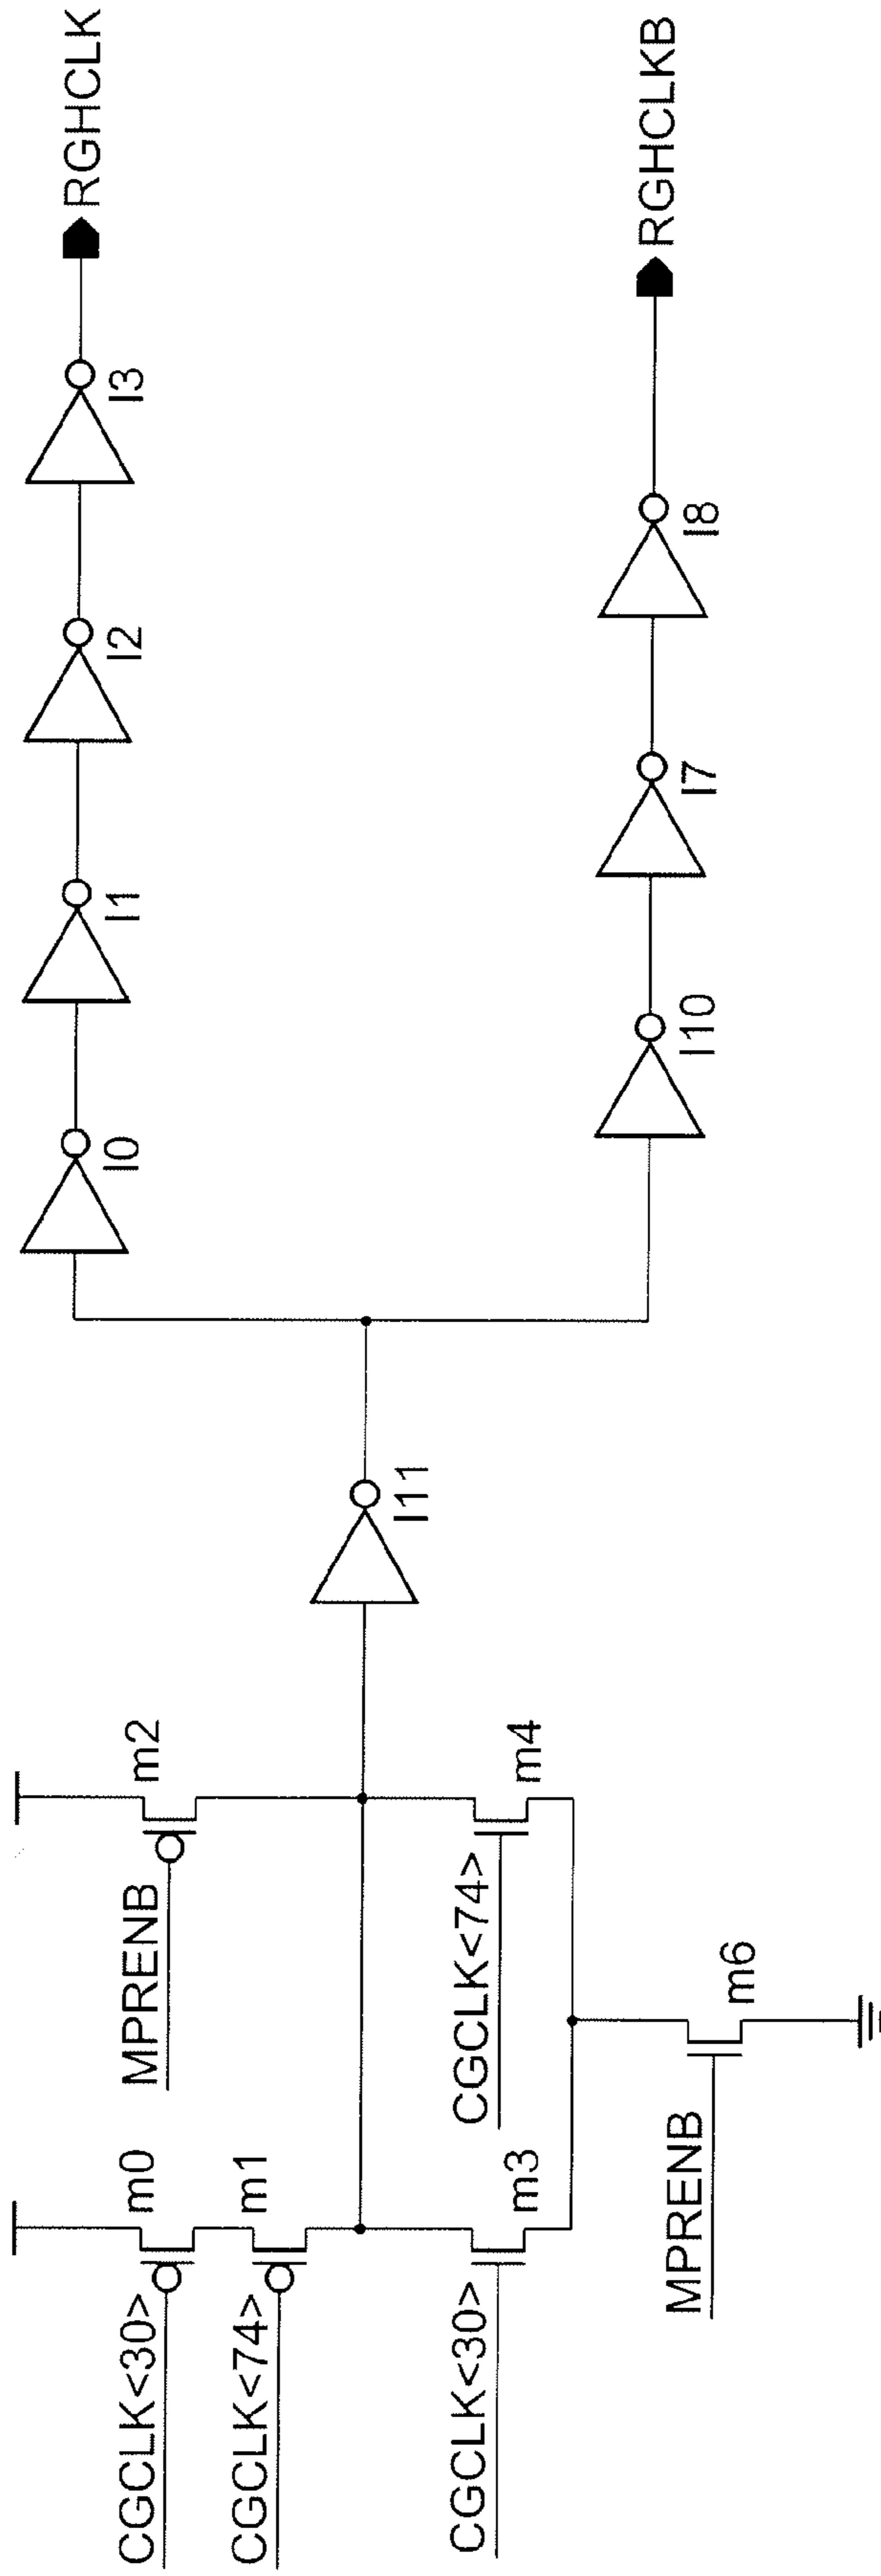 CGCLK<30>
m0
CGCLK<74>
m1
MPRENB
m2
CGCLK<30>
m3
CGCLK<74>
m4
MPRENB
m6
I11
I0
I1
I2
I3
RGHCLK
I10
I7
I8
RGHCLKB